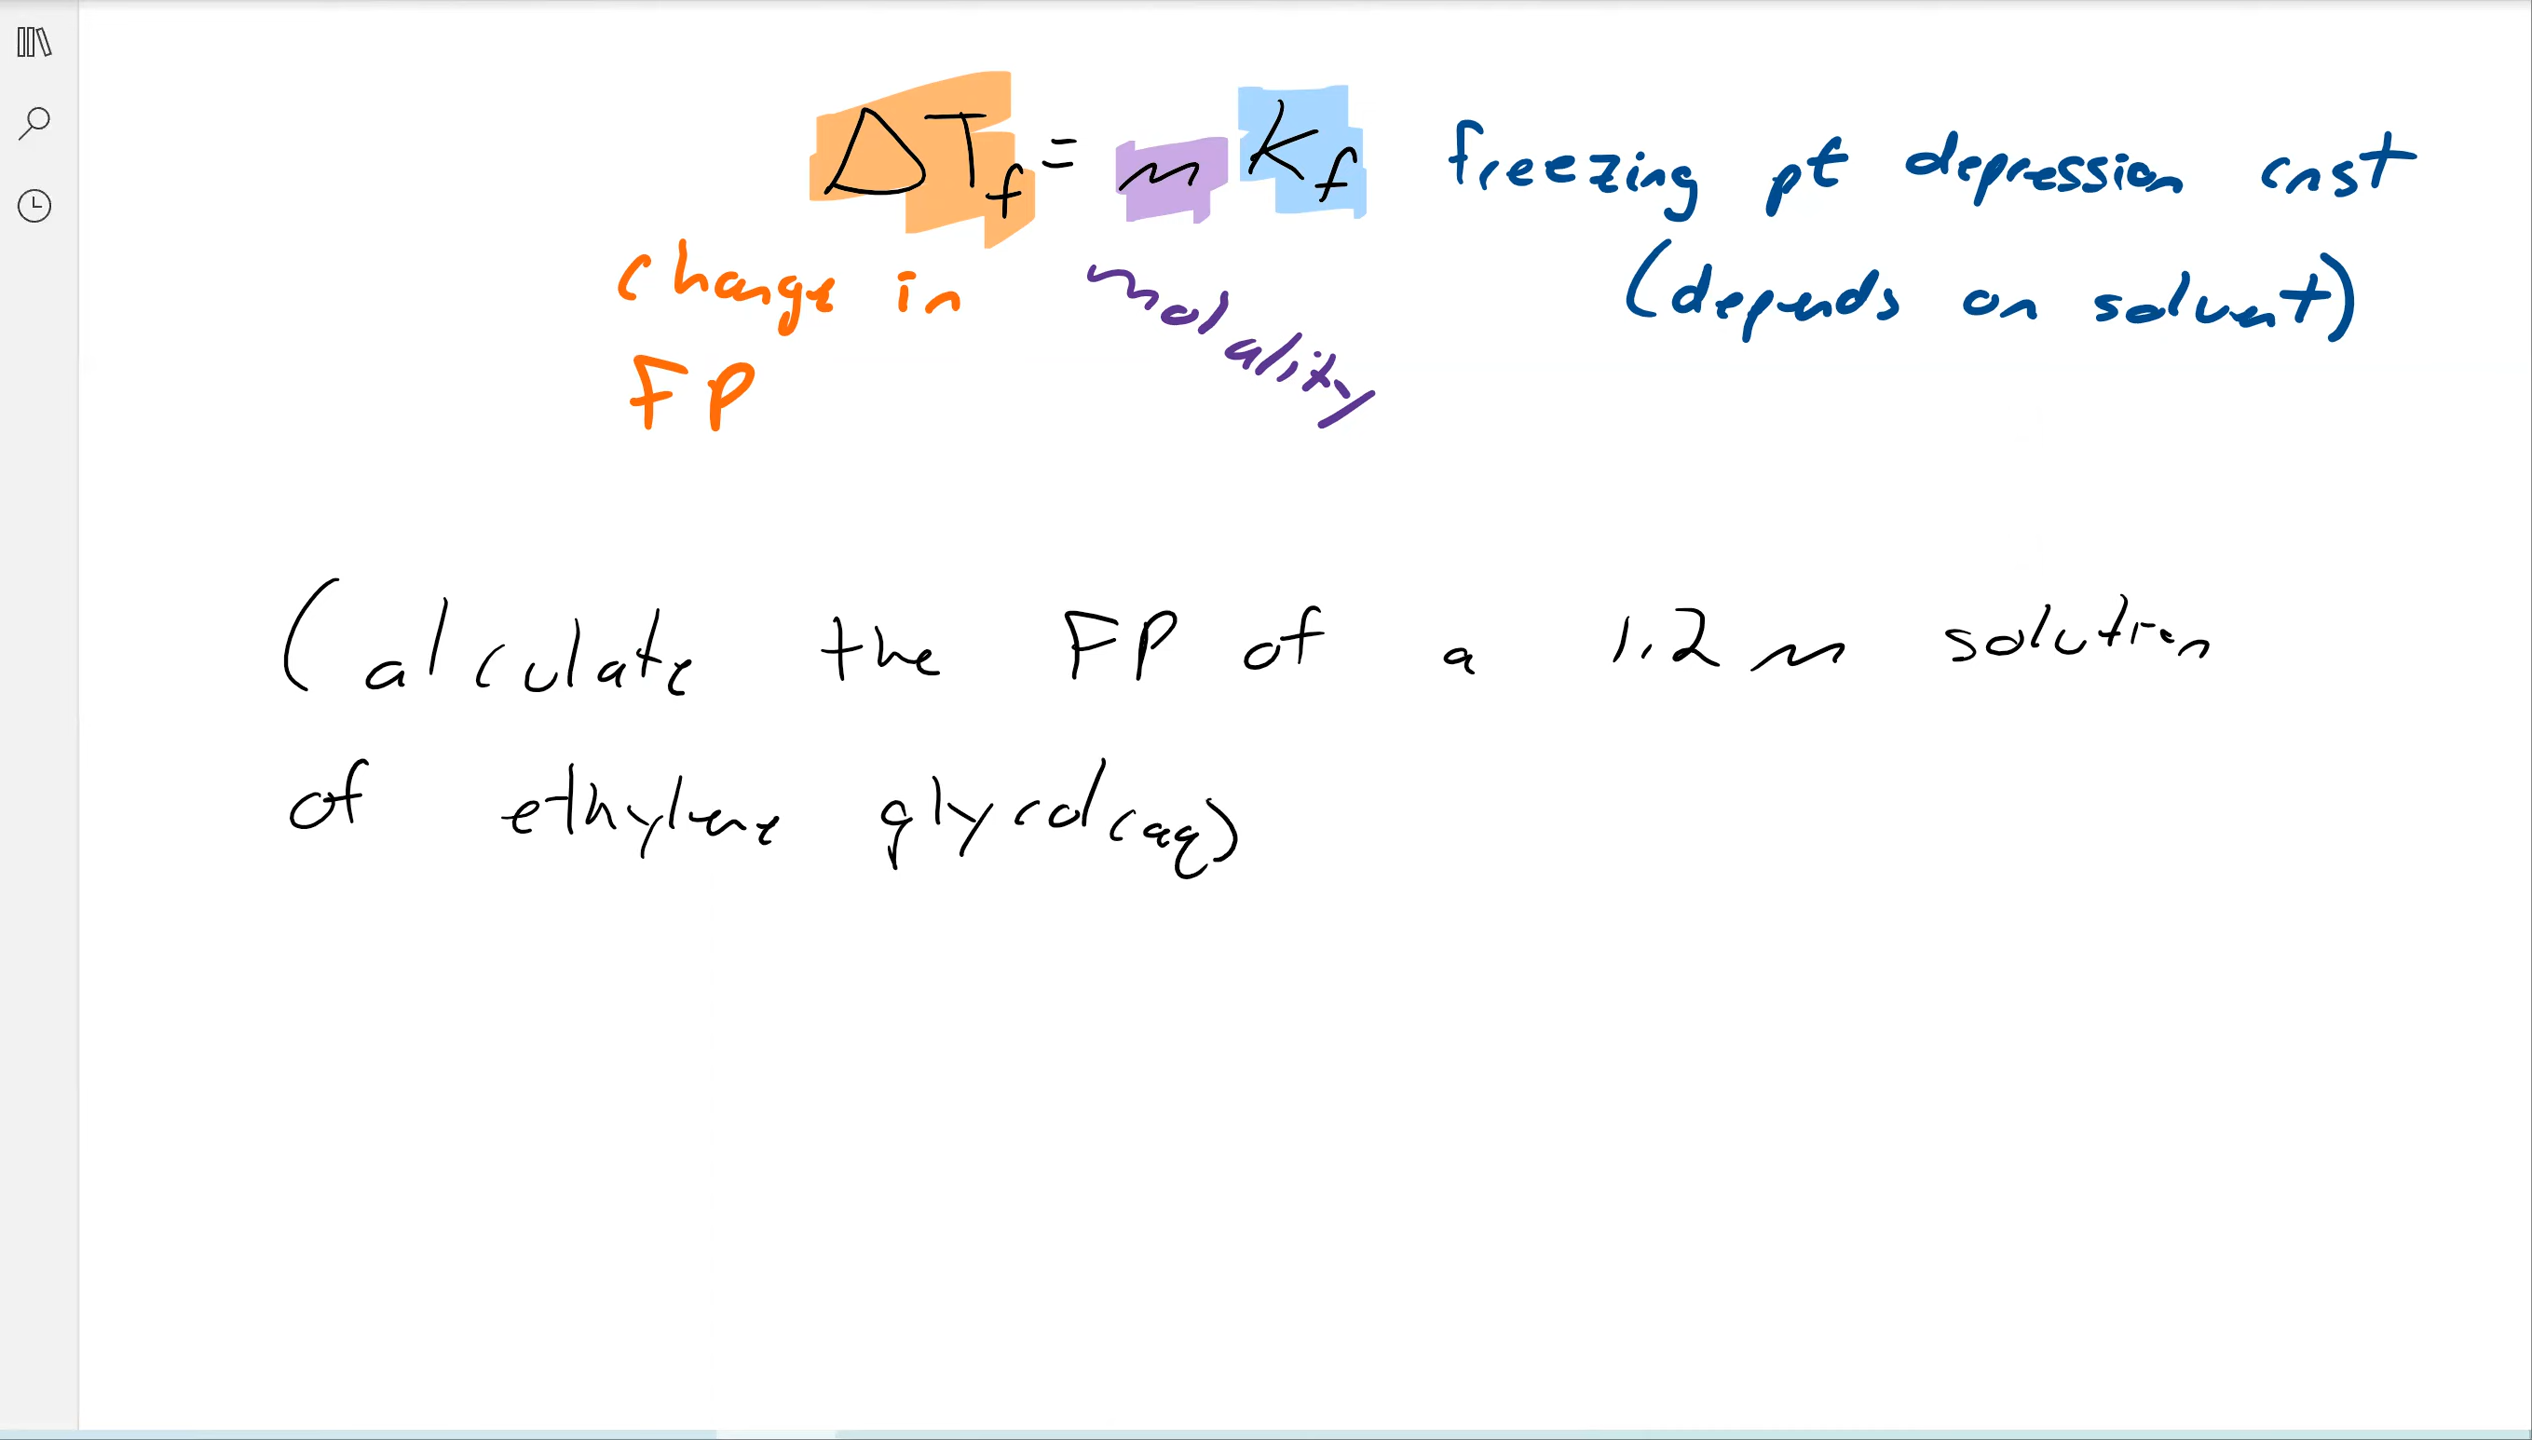 ΔTf = m Kf freezing pt depression cnst
(depends on solvent)
change in
FP
molality
Calculate the FP of a 1.2 m solution
of ethylene glycol(aq)